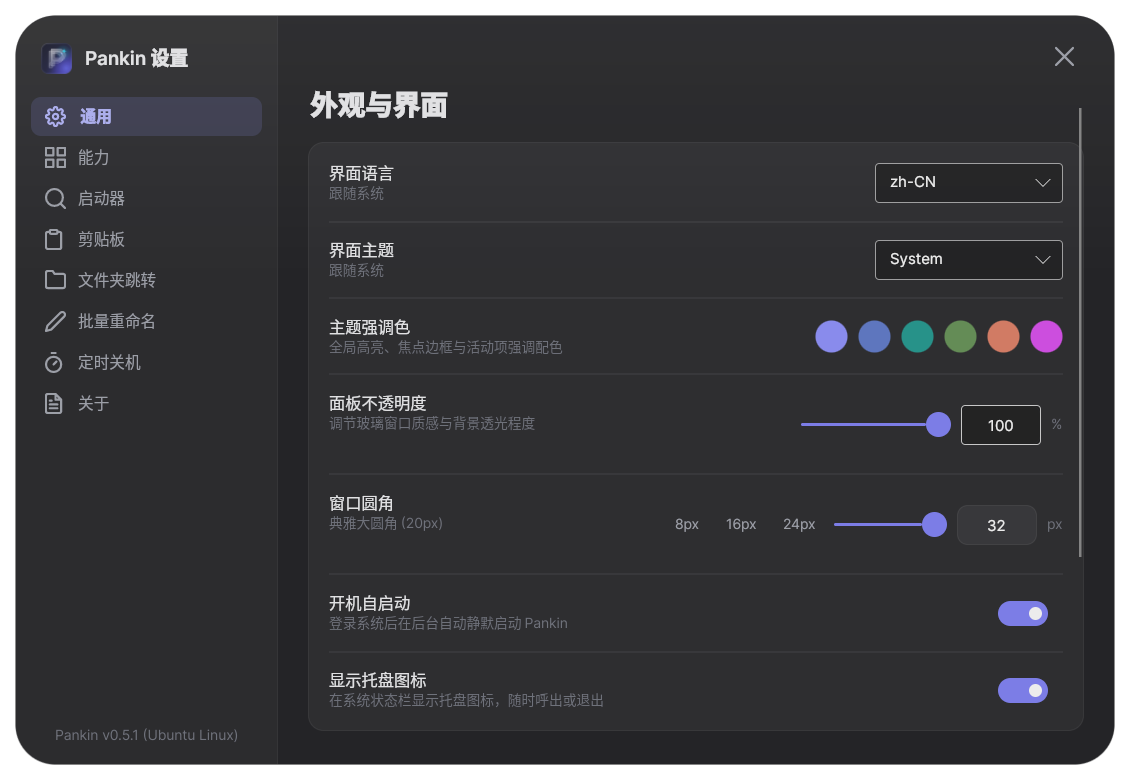 Pankin 设置
通用
能力
启动器
剪贴板
文件夹跳转
批量重命名
定时关机
关于
Pankin v0.5.1 (Ubuntu Linux)
外观与界面
界面语言
跟随系统
zh-CN
界面主题
跟随系统
System
主题强调色
全局高亮、焦点边框与活动项强调配色
面板不透明度
调节玻璃窗口质感与背景透光程度
100 %
窗口圆角
典雅大圆角 (20px)
8px 16px 24px 32 px
开机自启动
登录系统后在后台自动静默启动 Pankin
显示托盘图标
在系统状态栏显示托盘图标，随时呼出或退出